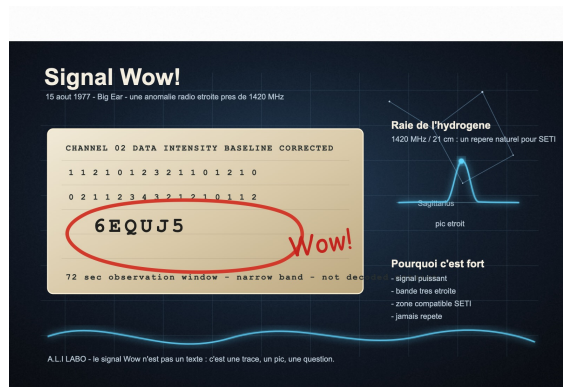 Signal Wow!
15 aout 1977 - Big Ear - une anomalie radio etroite pres de 1420 MHz
CHANNEL 02 DATA INTENSITY BASELINE CORRECTED
1 1 2 1 0 1 2 3 2 1 1 0 1 2 1 0
0 2 1 1 2 3 4 3 2 1 2 1 0 1 1 2
6EQUJ5
Wow!
72 sec observation window - narrow band - not decoded
Raie de l'hydrogene
1420 MHz / 21 cm : un repere naturel pour SETI
Sagittarius
pic etroit
Pourquoi c'est fort
- signal puissant
- bande tres etroite
- zone compatible SETI
- jamais repete
A.L.I LABO - le signal Wow n'est pas un texte : c'est une trace, un pic, une question.